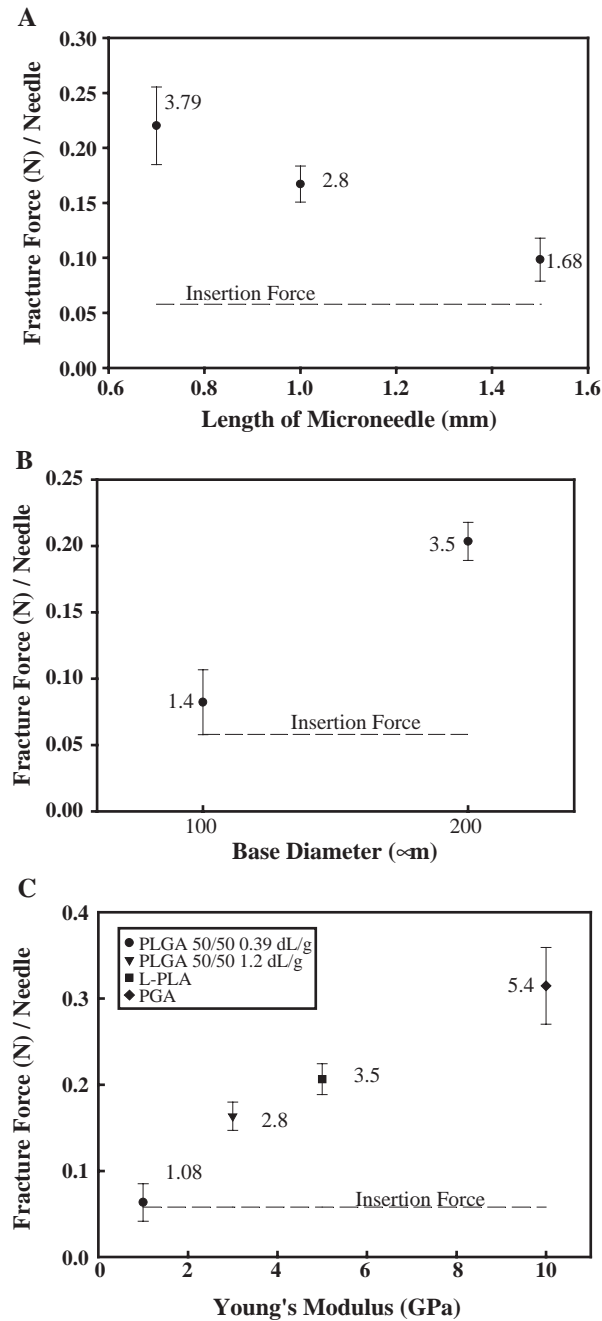 A
Fracture Force (N) / Needle
0.30
0.25
0.20
0.15
0.10
0.05
0.00
3.79
2.8
1.68
Insertion Force
0.6 0.8 1.0 1.2 1.4 1.6
Length of Microneedle (mm)
B
Fracture Force (N) / Needle
0.25
0.20
0.15
0.10
0.05
0.00
3.5
1.4
Insertion Force
100 200
Base Diameter (∝m)
C
Fracture Force (N) / Needle
0.4
0.3
0.2
0.1
0.0
PLGA 50/50 0.39 dL/g
PLGA 50/50 1.2 dL/g
L-PLA
PGA
5.4
3.5
2.8
1.08
Insertion Force
0 2 4 6 8 10
Young's Modulus (GPa)